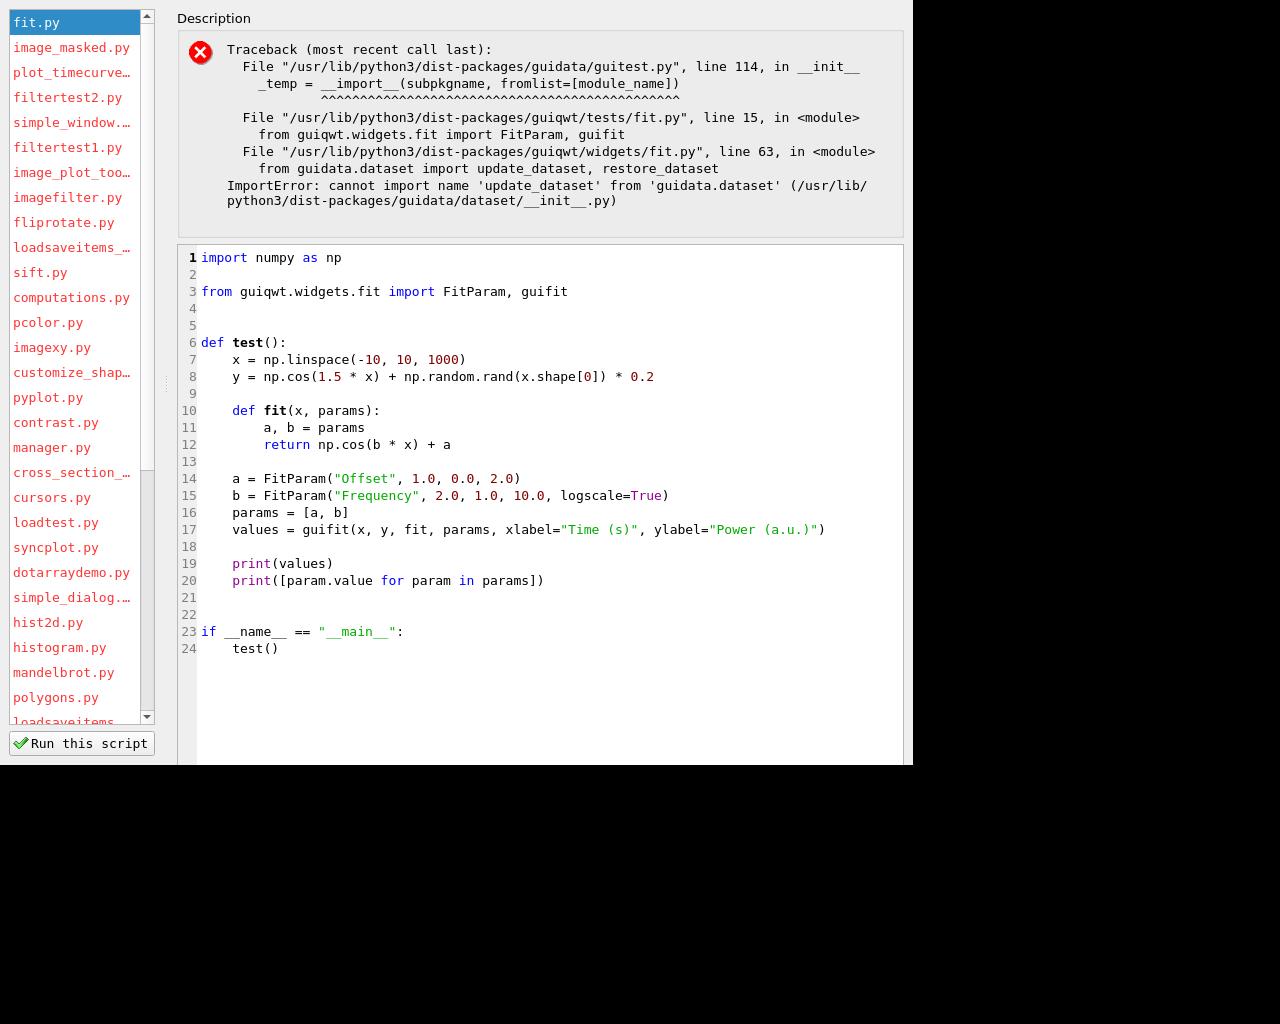 fit.py
image_masked.py
plot_timecurve…
filtertest2.py
simple_window.…
filtertest1.py
image_plot_too…
imagefilter.py
fliprotate.py
loadsaveitems_…
sift.py
computations.py
pcolor.py
imagexy.py
customize_shap…
pyplot.py
contrast.py
manager.py
cross_section_…
cursors.py
loadtest.py
syncplot.py
dotarraydemo.py
simple_dialog.…
hist2d.py
histogram.py
mandelbrot.py
polygons.py
loadsaveitems_
Run this script
Description
Traceback (most recent call last):
  File "/usr/lib/python3/dist-packages/guidata/guitest.py", line 114, in __init__
    _temp = __import__(subpkgname, fromlist=[module_name])
            ^^^^^^^^^^^^^^^^^^^^^^^^^^^^^^^^^^^^^^^^^^^^^^
  File "/usr/lib/python3/dist-packages/guiqwt/tests/fit.py", line 15, in <module>
    from guiqwt.widgets.fit import FitParam, guifit
  File "/usr/lib/python3/dist-packages/guiqwt/widgets/fit.py", line 63, in <module>
    from guidata.dataset import update_dataset, restore_dataset
ImportError: cannot import name 'update_dataset' from 'guidata.dataset' (/usr/lib/
python3/dist-packages/guidata/dataset/__init__.py)
1 import numpy as np
2
3 from guiqwt.widgets.fit import FitParam, guifit
4
5
6 def test():
7     x = np.linspace(-10, 10, 1000)
8     y = np.cos(1.5 * x) + np.random.rand(x.shape[0]) * 0.2
9
10     def fit(x, params):
11         a, b = params
12         return np.cos(b * x) + a
13
14     a = FitParam("Offset", 1.0, 0.0, 2.0)
15     b = FitParam("Frequency", 2.0, 1.0, 10.0, logscale=True)
16     params = [a, b]
17     values = guifit(x, y, fit, params, xlabel="Time (s)", ylabel="Power (a.u.)")
18
19     print(values)
20     print([param.value for param in params])
21
22
23 if __name__ == "__main__":
24     test()